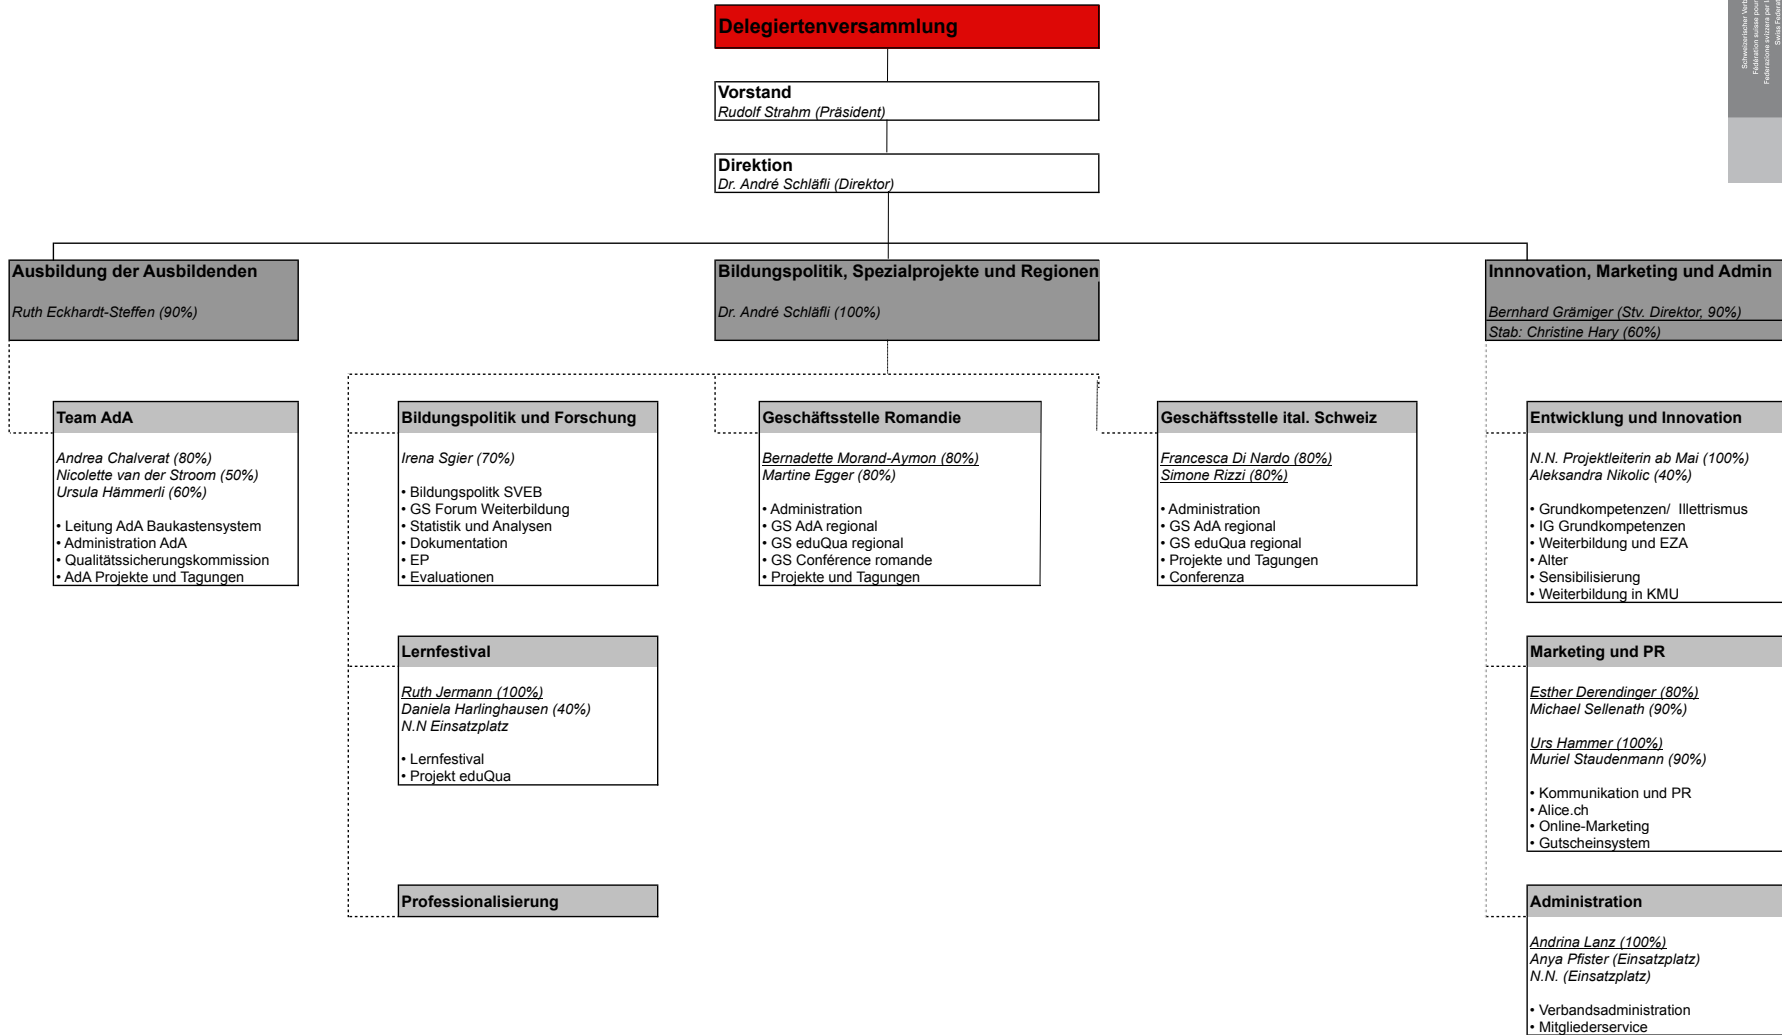 Delegiertenversammlung
Vorstand
Rudolf Strahm (Präsident)
Direktion
Dr. André Schläfli (Direktor)
Schweizerischer
Fédération suisse pour
Federazione svizzera per
Swiss
Ausbildung der Ausbildenden
Ruth Eckhardt-Steffen (90%)
Bildungspolitik, Spezialprojekte und Regionen
Dr. André Schläfli (100%)
Innnovation, Marketing und Admin
Bernhard Grämiger (Stv. Direktor, 90%)
Stab: Christine Hary (60%)
Team AdA
Andrea Chalverat (80%)
Nicolette van der Stroom (50%)
Ursula Hämmerli (60%)
• Leitung AdA Baukastensystem
• Administration AdA
• Qualitätssicherungskommission
• AdA Projekte und Tagungen
Bildungspolitik und Forschung
Irena Sgier (70%)
• Bildungspolitk SVEB
• GS Forum Weiterbildung
• Statistik und Analysen
• Dokumentation
• EP
• Evaluationen
Geschäftsstelle Romandie
Bernadette Morand-Aymon (80%)
Martine Egger (80%)
• Administration
• GS AdA regional
• GS eduQua regional
• GS Conférence romande
• Projekte und Tagungen
Geschäftsstelle ital. Schweiz
Francesca Di Nardo (80%)
Simone Rizzi (80%)
• Administration
• GS AdA regional
• GS eduQua regional
• Projekte und Tagungen
• Conferenza
Entwicklung und Innovation
N.N. Projektleiterin ab Mai (100%)
Aleksandra Nikolic (40%)
• Grundkompetenzen/ Illettrismus
• IG Grundkompetenzen
• Weiterbildung und EZA
• Alter
• Sensibilisierung
• Weiterbildung in KMU
Lernfestival
Ruth Jermann (100%)
Daniela Harlinghausen (40%)
N.N Einsatzplatz
• Lernfestival
• Projekt eduQua
Marketing und PR
Esther Derendinger (80%)
Michael Sellenath (90%)
Urs Hammer (100%)
Muriel Staudenmann (90%)
• Kommunikation und PR
• Alice.ch
• Online-Marketing
• Gutscheinsystem
Professionalisierung
Administration
Andrina Lanz (100%)
Anya Pfister (Einsatzplatz)
N.N. (Einsatzplatz)
• Verbandsadministration
• Mitgliederservice